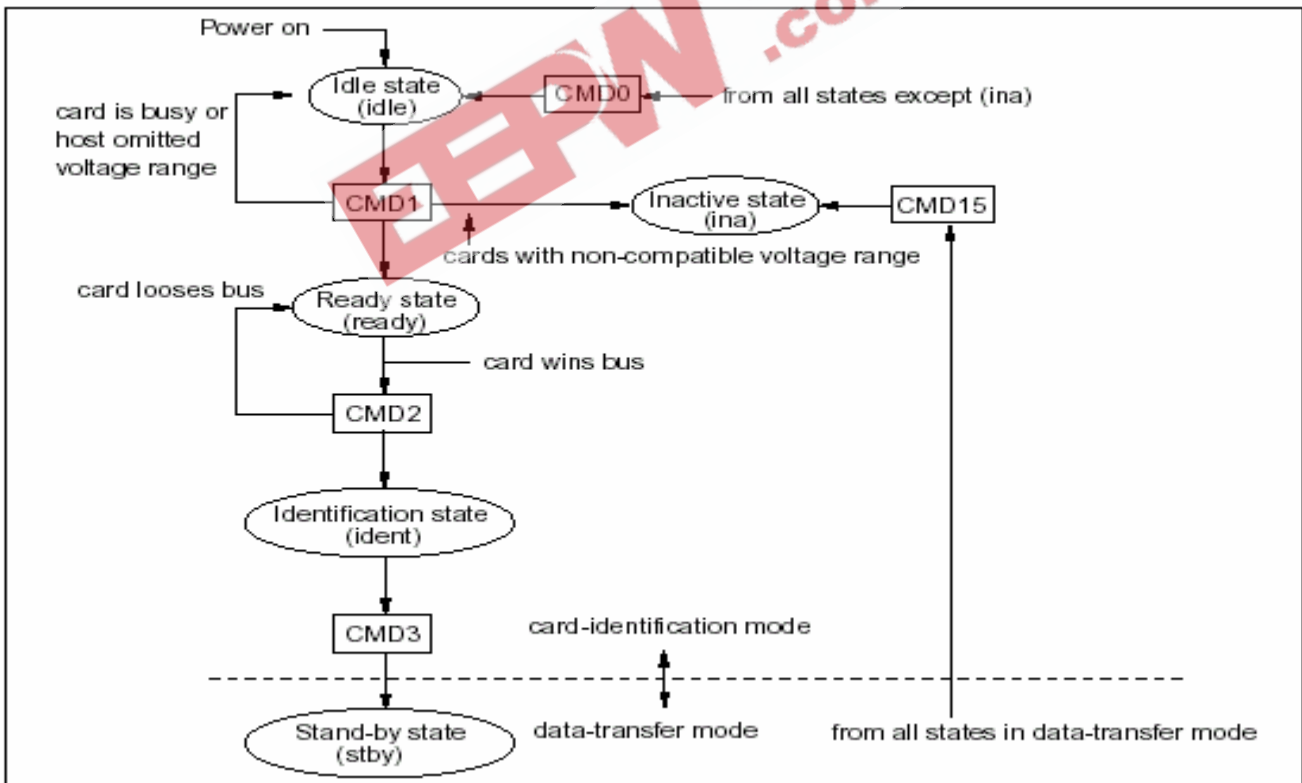 Power on
Idle state
(idle)
CMD0
from all states except (ina)
card is busy or
host omitted
voltage range
CMD1
Inactive state
(ina)
CMD15
cards with non-compatible voltage range
card looses bus
Ready state
(ready)
card wins bus
CMD2
Identification state
(ident)
CMD3
card-identification mode
Stand-by state
(stby)
data-transfer mode
from all states in data-transfer mode
EEPW